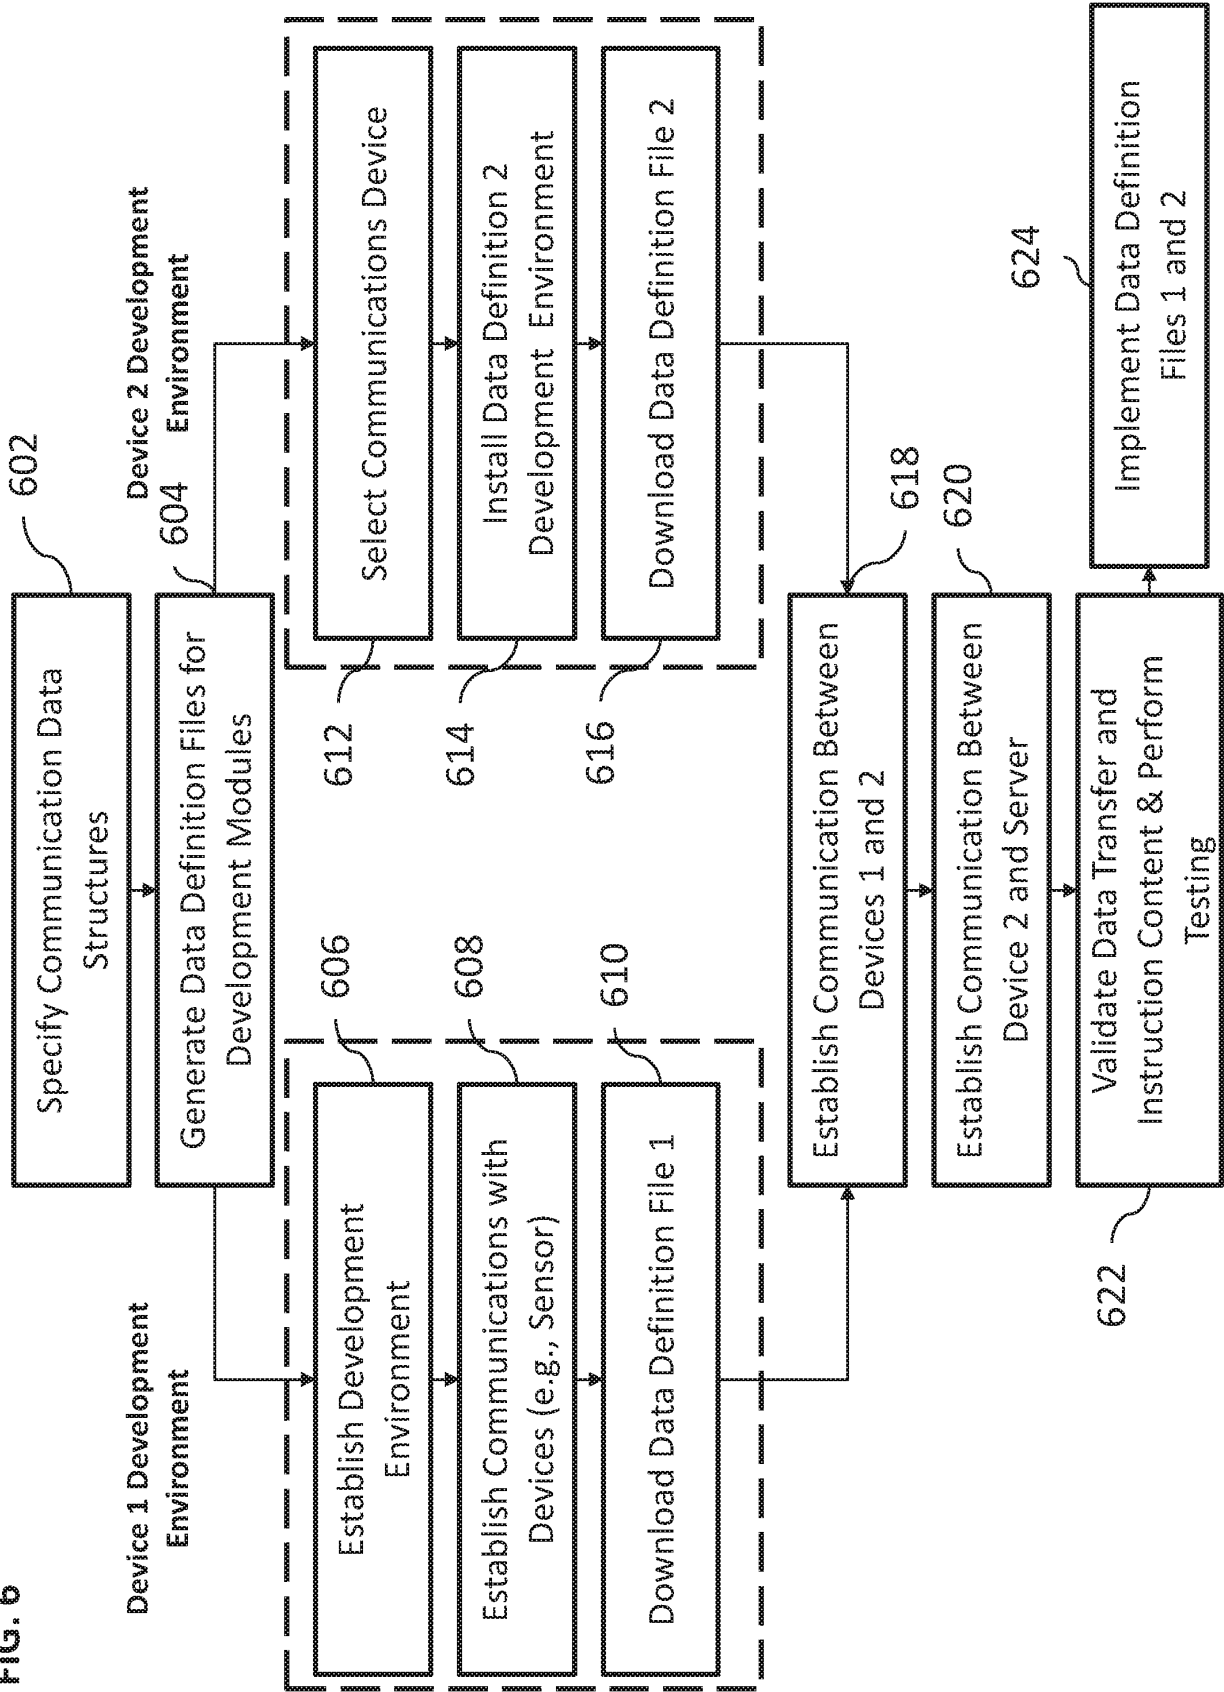 FIG. 6
Specify Communication Data
Structures
602
Generate Data Definition Files for
Development Modules
604
Device 1 Development
Environment
Device 2 Development
Environment
Establish Development
Environment
606
Establish Communications with
Devices (e.g., Sensor)
608
Download Data Definition File 1
610
Select Communications Device
612
Install Data Definition 2
Development Environment
614
Download Data Definition File 2
616
Establish Communication Between
Devices 1 and 2
618
Establish Communication Between
Device 2 and Server
620
Validate Data Transfer and
Instruction Content & Perform
Testing
622
Implement Data Definition
Files 1 and 2
624